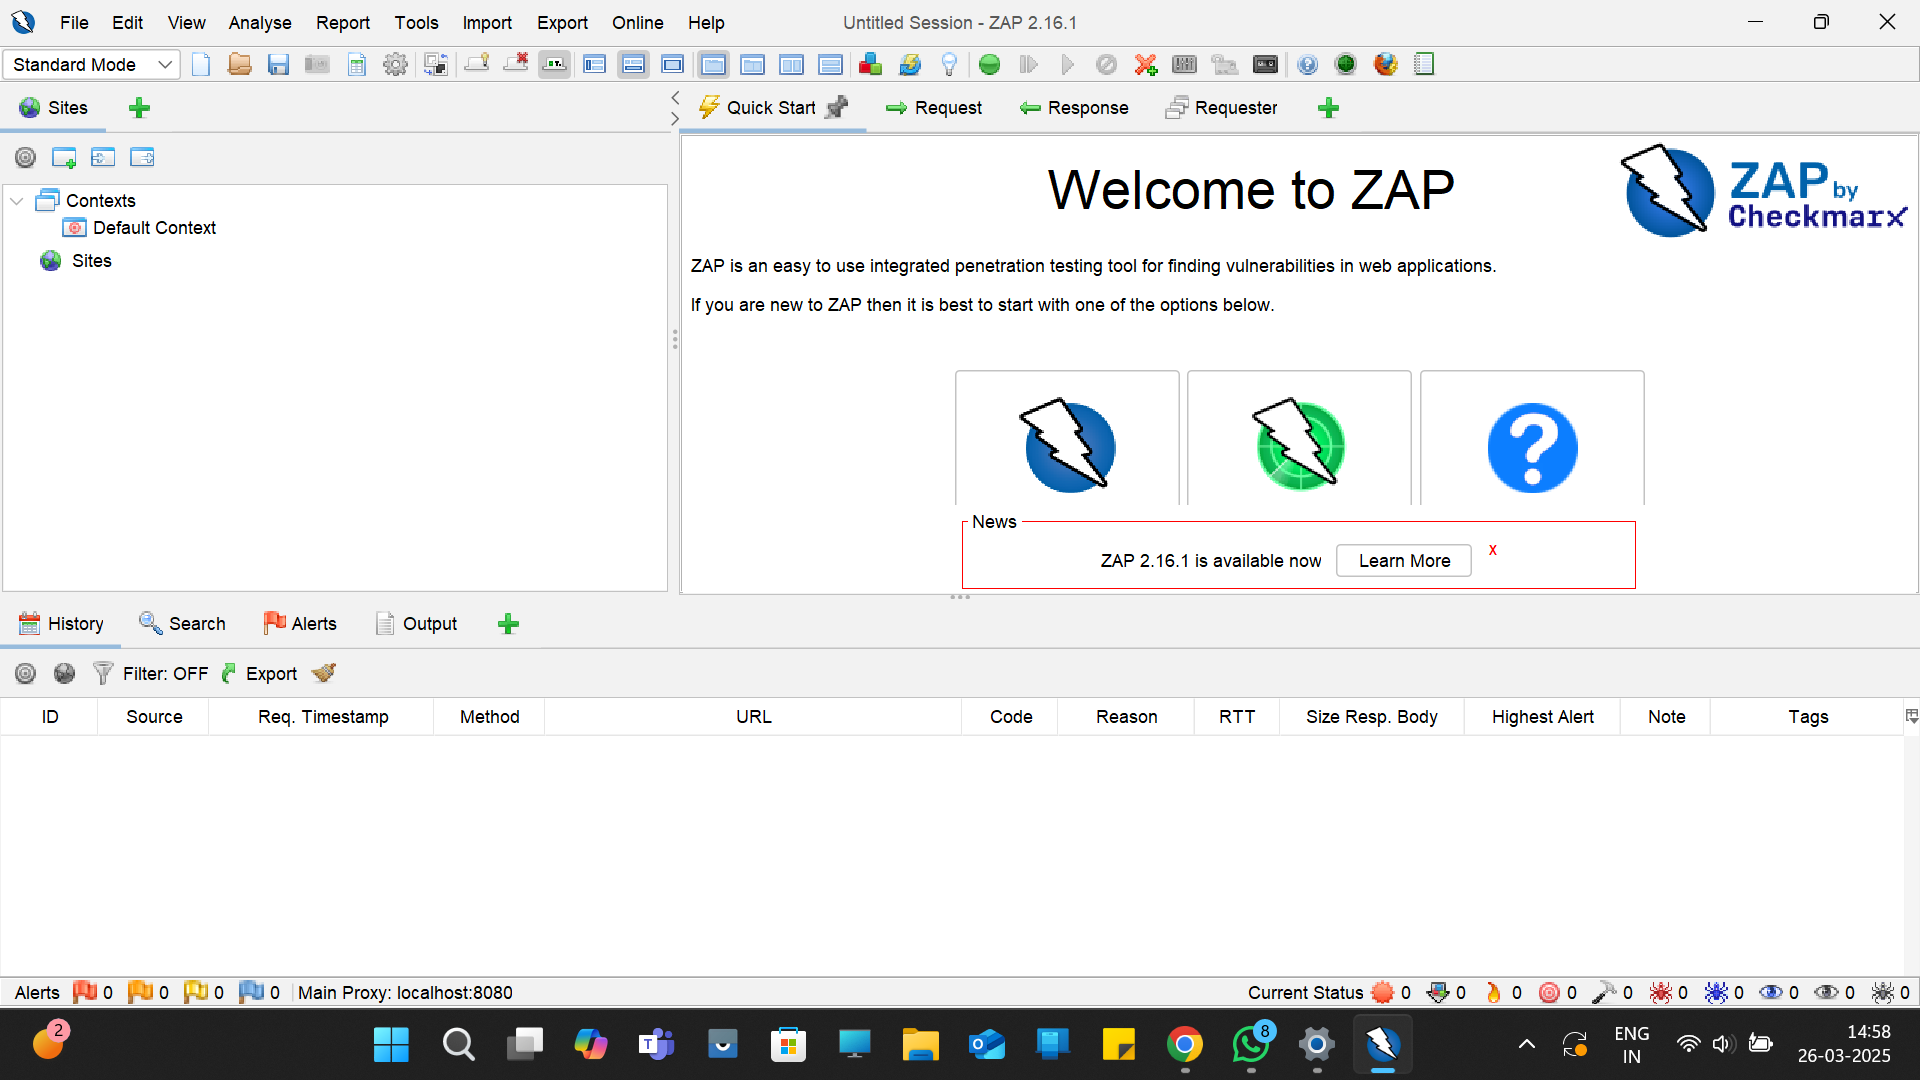 File Edit View Analyse Report Tools Import Export Online Help Untitled Session - ZAP 2.16.1
Standard Mode
Sites
Quick Start Request Response Requester
Contexts
Default Context
Sites
Welcome to ZAP
ZAP by
Checkmarx
ZAP is an easy to use integrated penetration testing tool for finding vulnerabilities in web applications.
If you are new to ZAP then it is best to start with one of the options below.
News
ZAP 2.16.1 is available now Learn More X
History Search Alerts Output
Filter: OFF Export
ID Source Req. Timestamp Method URL Code Reason RTT Size Resp. Body Highest Alert Note Tags
Alerts 0 0 0 0 Main Proxy: localhost:8080 Current Status 0 0 0 0 0 0 0 0 0 0
2
8
ENG
IN
14:58
26-03-2025